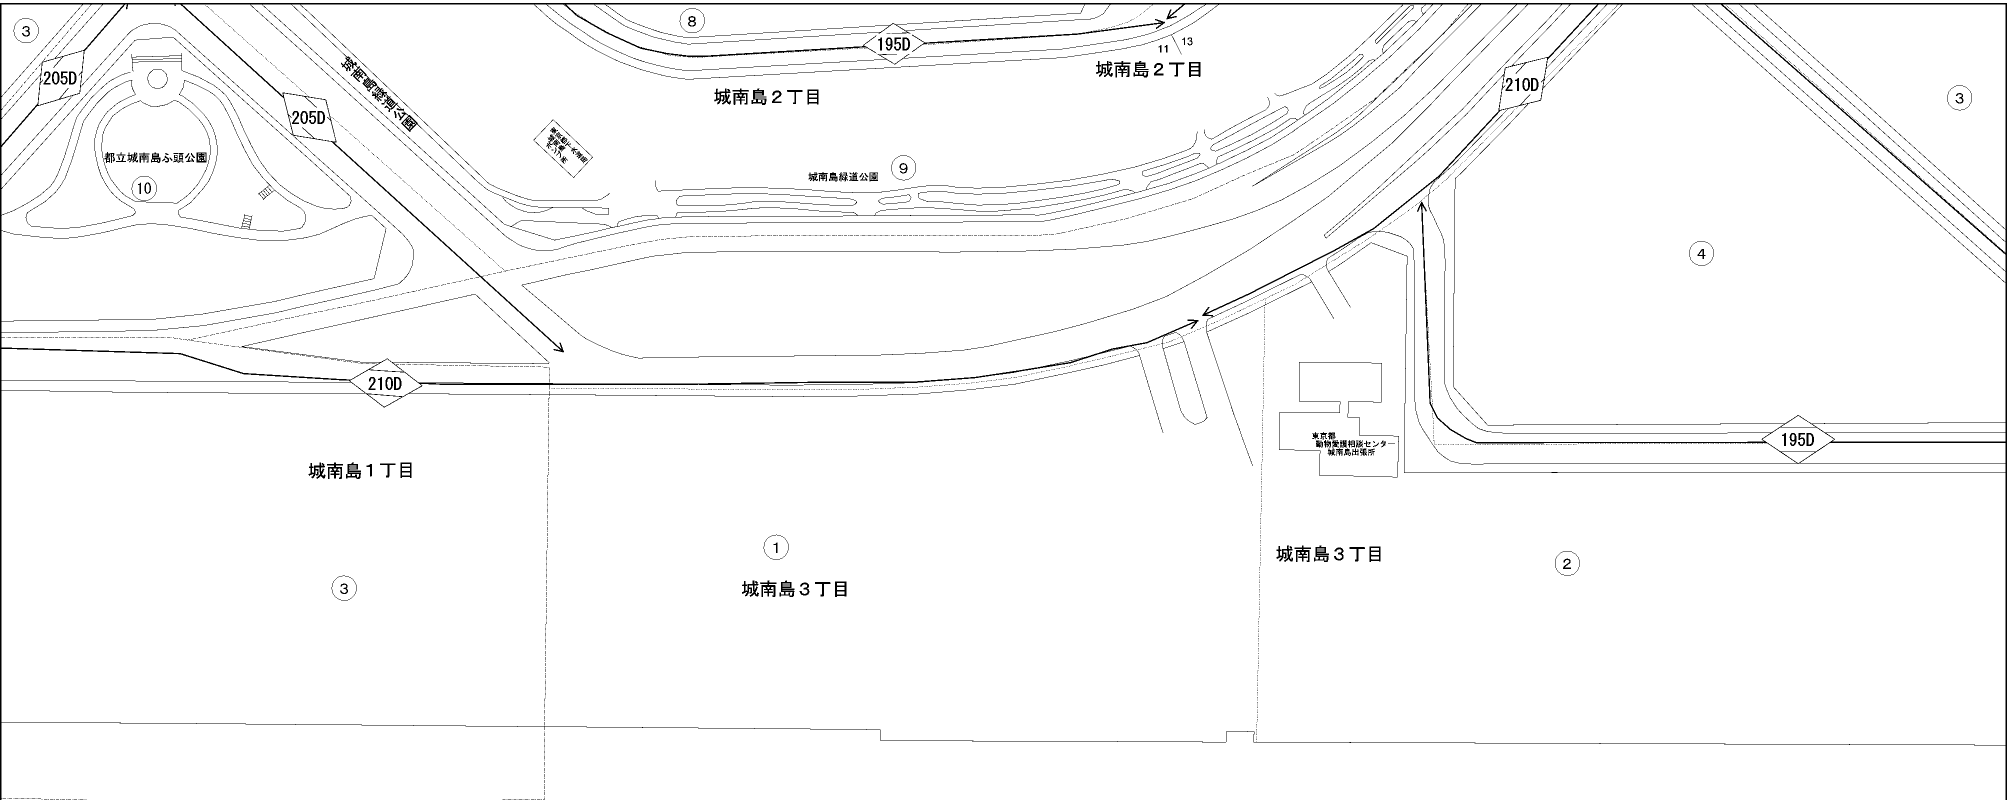 ③
⑧
195D
11
13
城南島２丁目
城南島２丁目
205D
205D
城南島緑道公園
210D
③
都立城南島ふ頭公園
⑩
城南島緑道公園
⑨
④
210D
195D
東京都
動物愛護相談センター
城南島出張所
城南島１丁目
①
城南島３丁目
城南島３丁目
②
③